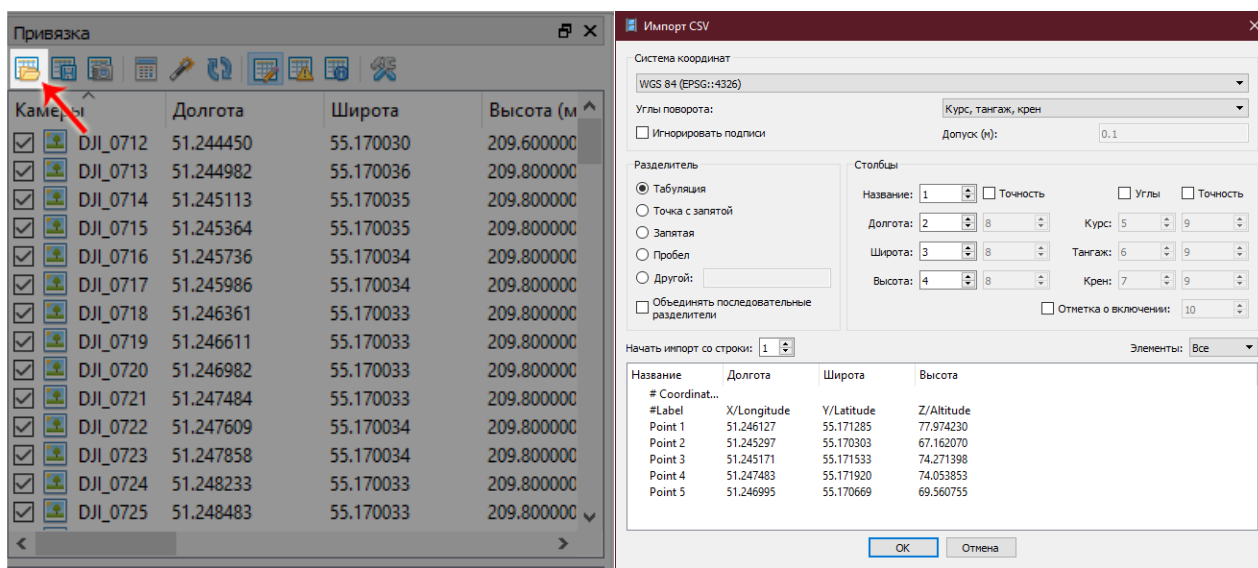 Привязка
Камеры Долгота Широта Высота (м
DJI_0712 51.244450 55.170030 209.600000
DJI_0713 51.244982 55.170036 209.800000
DJI_0714 51.245113 55.170035 209.800000
DJI_0715 51.245364 55.170035 209.800000
DJI_0716 51.245736 55.170034 209.800000
DJI_0717 51.245986 55.170034 209.800000
DJI_0718 51.246361 55.170033 209.800000
DJI_0719 51.246611 55.170033 209.800000
DJI_0720 51.246982 55.170033 209.800000
DJI_0721 51.247484 55.170033 209.800000
DJI_0722 51.247609 55.170034 209.800000
DJI_0723 51.247858 55.170034 209.800000
DJI_0724 51.248233 55.170033 209.800000
DJI_0725 51.248483 55.170033 209.800000
Импорт CSV
Система координат
WGS 84 (EPSG::4326)
Углы поворота: Курс, тангаж, крен
Игнорировать подписи Допуск (м): 0.1
Разделитель
Табуляция
Точка с запятой
Запятая
Пробел
Другой:
Объединять последовательные
разделители
Столбцы
Название: 1 Точность Углы Точность
Долгота: 2 8 Курс: 5 9
Широта: 3 8 Тангаж: 6 9
Высота: 4 8 Крен: 7 9
Отметка о включении: 10
Начать импорт со строки: 1 Элементы: Все
Название Долгота Широта Высота
# Coordinat...
#Label X/Longitude Y/Latitude Z/Altitude
Point 1 51.246127 55.171285 77.974230
Point 2 51.245297 55.170303 67.162070
Point 3 51.245171 55.171533 74.271398
Point 4 51.247483 55.171920 74.053853
Point 5 51.246995 55.170669 69.560755
OK Отмена